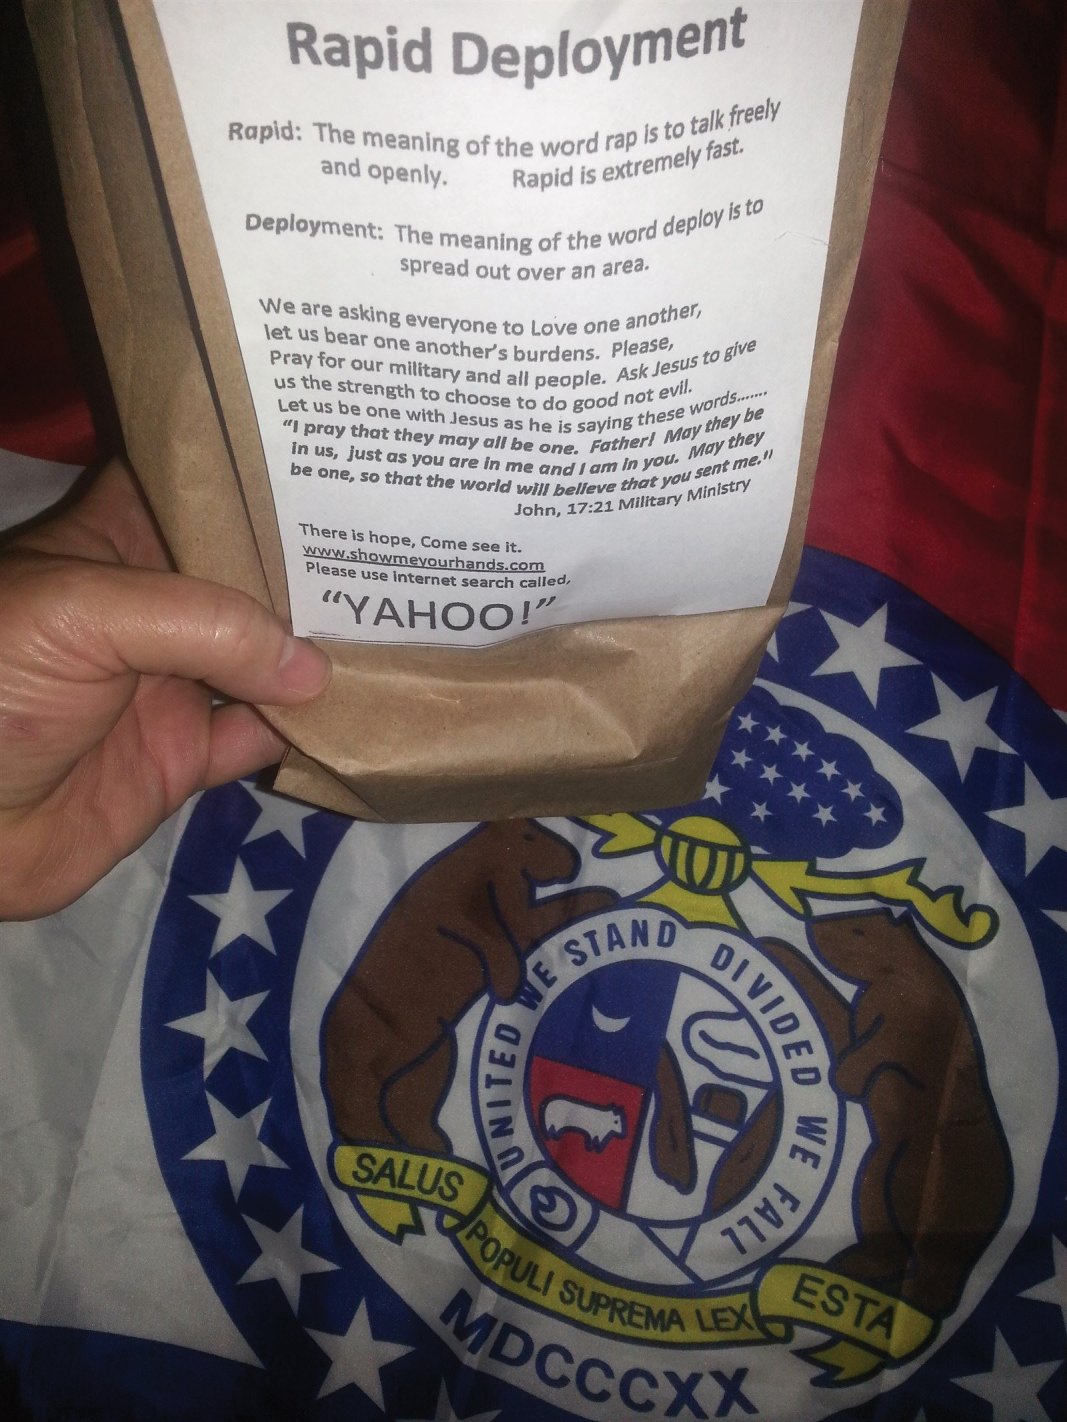 Rapid Deployment
Rapid: The meaning of the word rap is to talk freely
and openly. Rapid is extremely fast.
Deployment: The meaning of the word deploy is to
spread out over an area.
We are asking everyone to Love one another,
let us bear one another's burdens. Please,
Pray for our military and all people. Ask Jesus to give
us the strength to choose to do good not evil.
Let us be one with Jesus as he is saying these words.......
"I pray that they may all be one. Father! May they be
in us, just as you are in me and I am in you. May they
be one, so that the world will believe that you sent me."
John, 17:21 Military Ministry
There is hope, Come see it.
www.showmeyourhands.com
Please use internet search called,
"YAHOO!"
UNITED WE STAND DIVIDED WE FALL
SALUS POPULI SUPREMA LEX ESTA
MDCCCXX